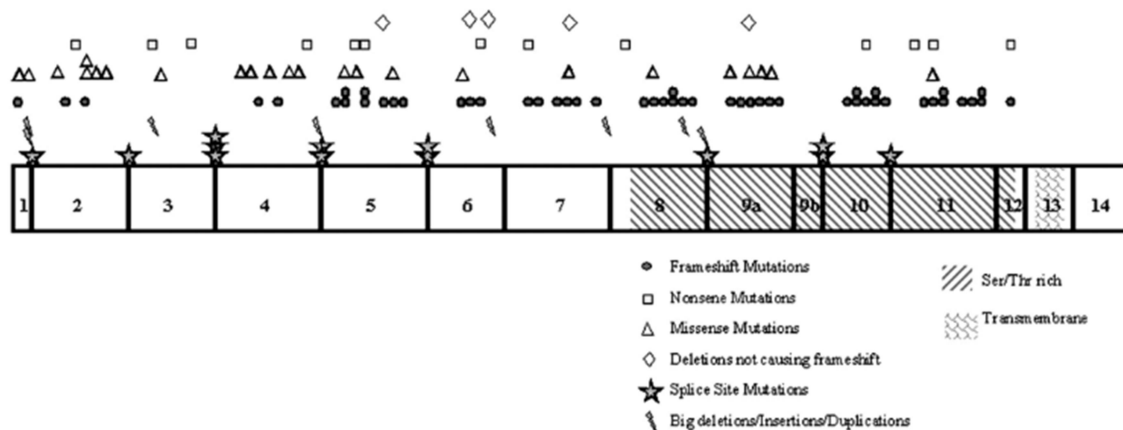 1 2 3 4 5 6 7 8 9a 9b 10 11 12 13 14
Frameshift Mutations
Nonsene Mutations
Missense Mutations
Deletions not causing frameshift
Splice Site Mutations
Big deletions/Insertions/Duplications
Ser/Thr rich
Transmembrane